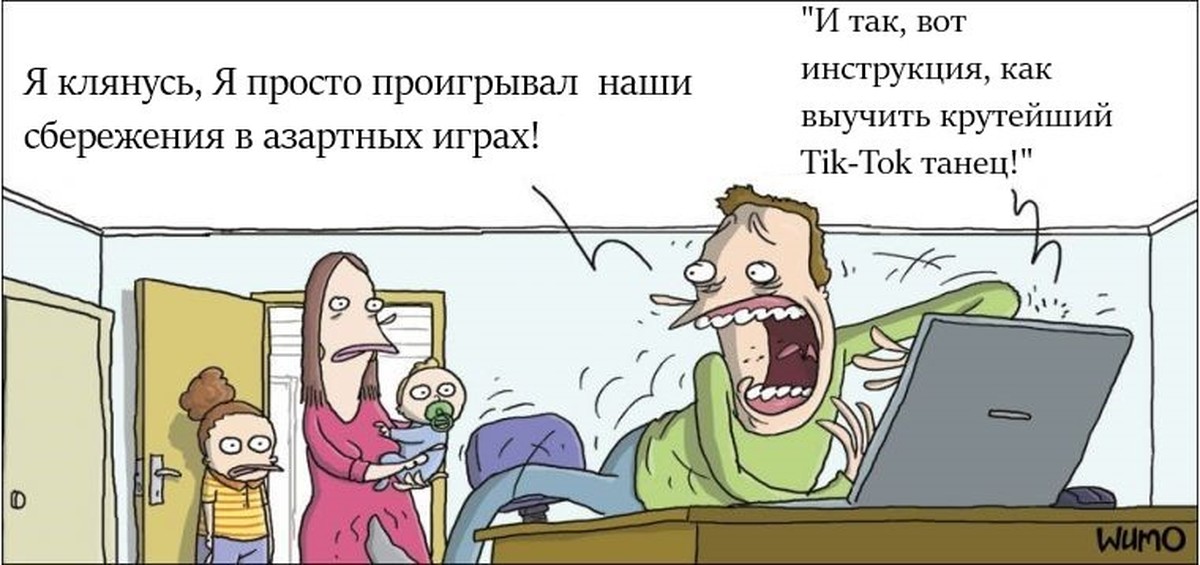 Я клянусь, Я просто проигрывал наши
сбережения в азартных играх!
"И так, вот
инструкция, как
выучить крутейший
Tik-Tok танец!"
WUMO